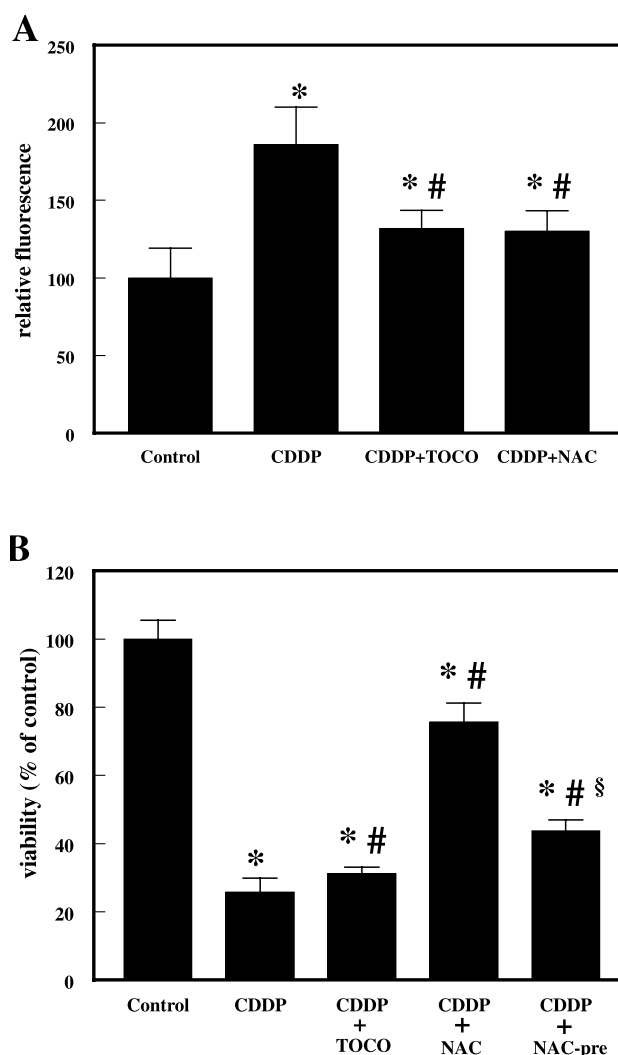 A
250
200
150
100
50
0
relative fluorescence
*
* #
* #
Control CDDP CDDP+TOCO CDDP+NAC
B
120
100
80
60
40
20
0
viability (% of control)
*
* #
* #
* # §
Control CDDP CDDP CDDP CDDP
+ + +
TOCO NAC NAC-pre